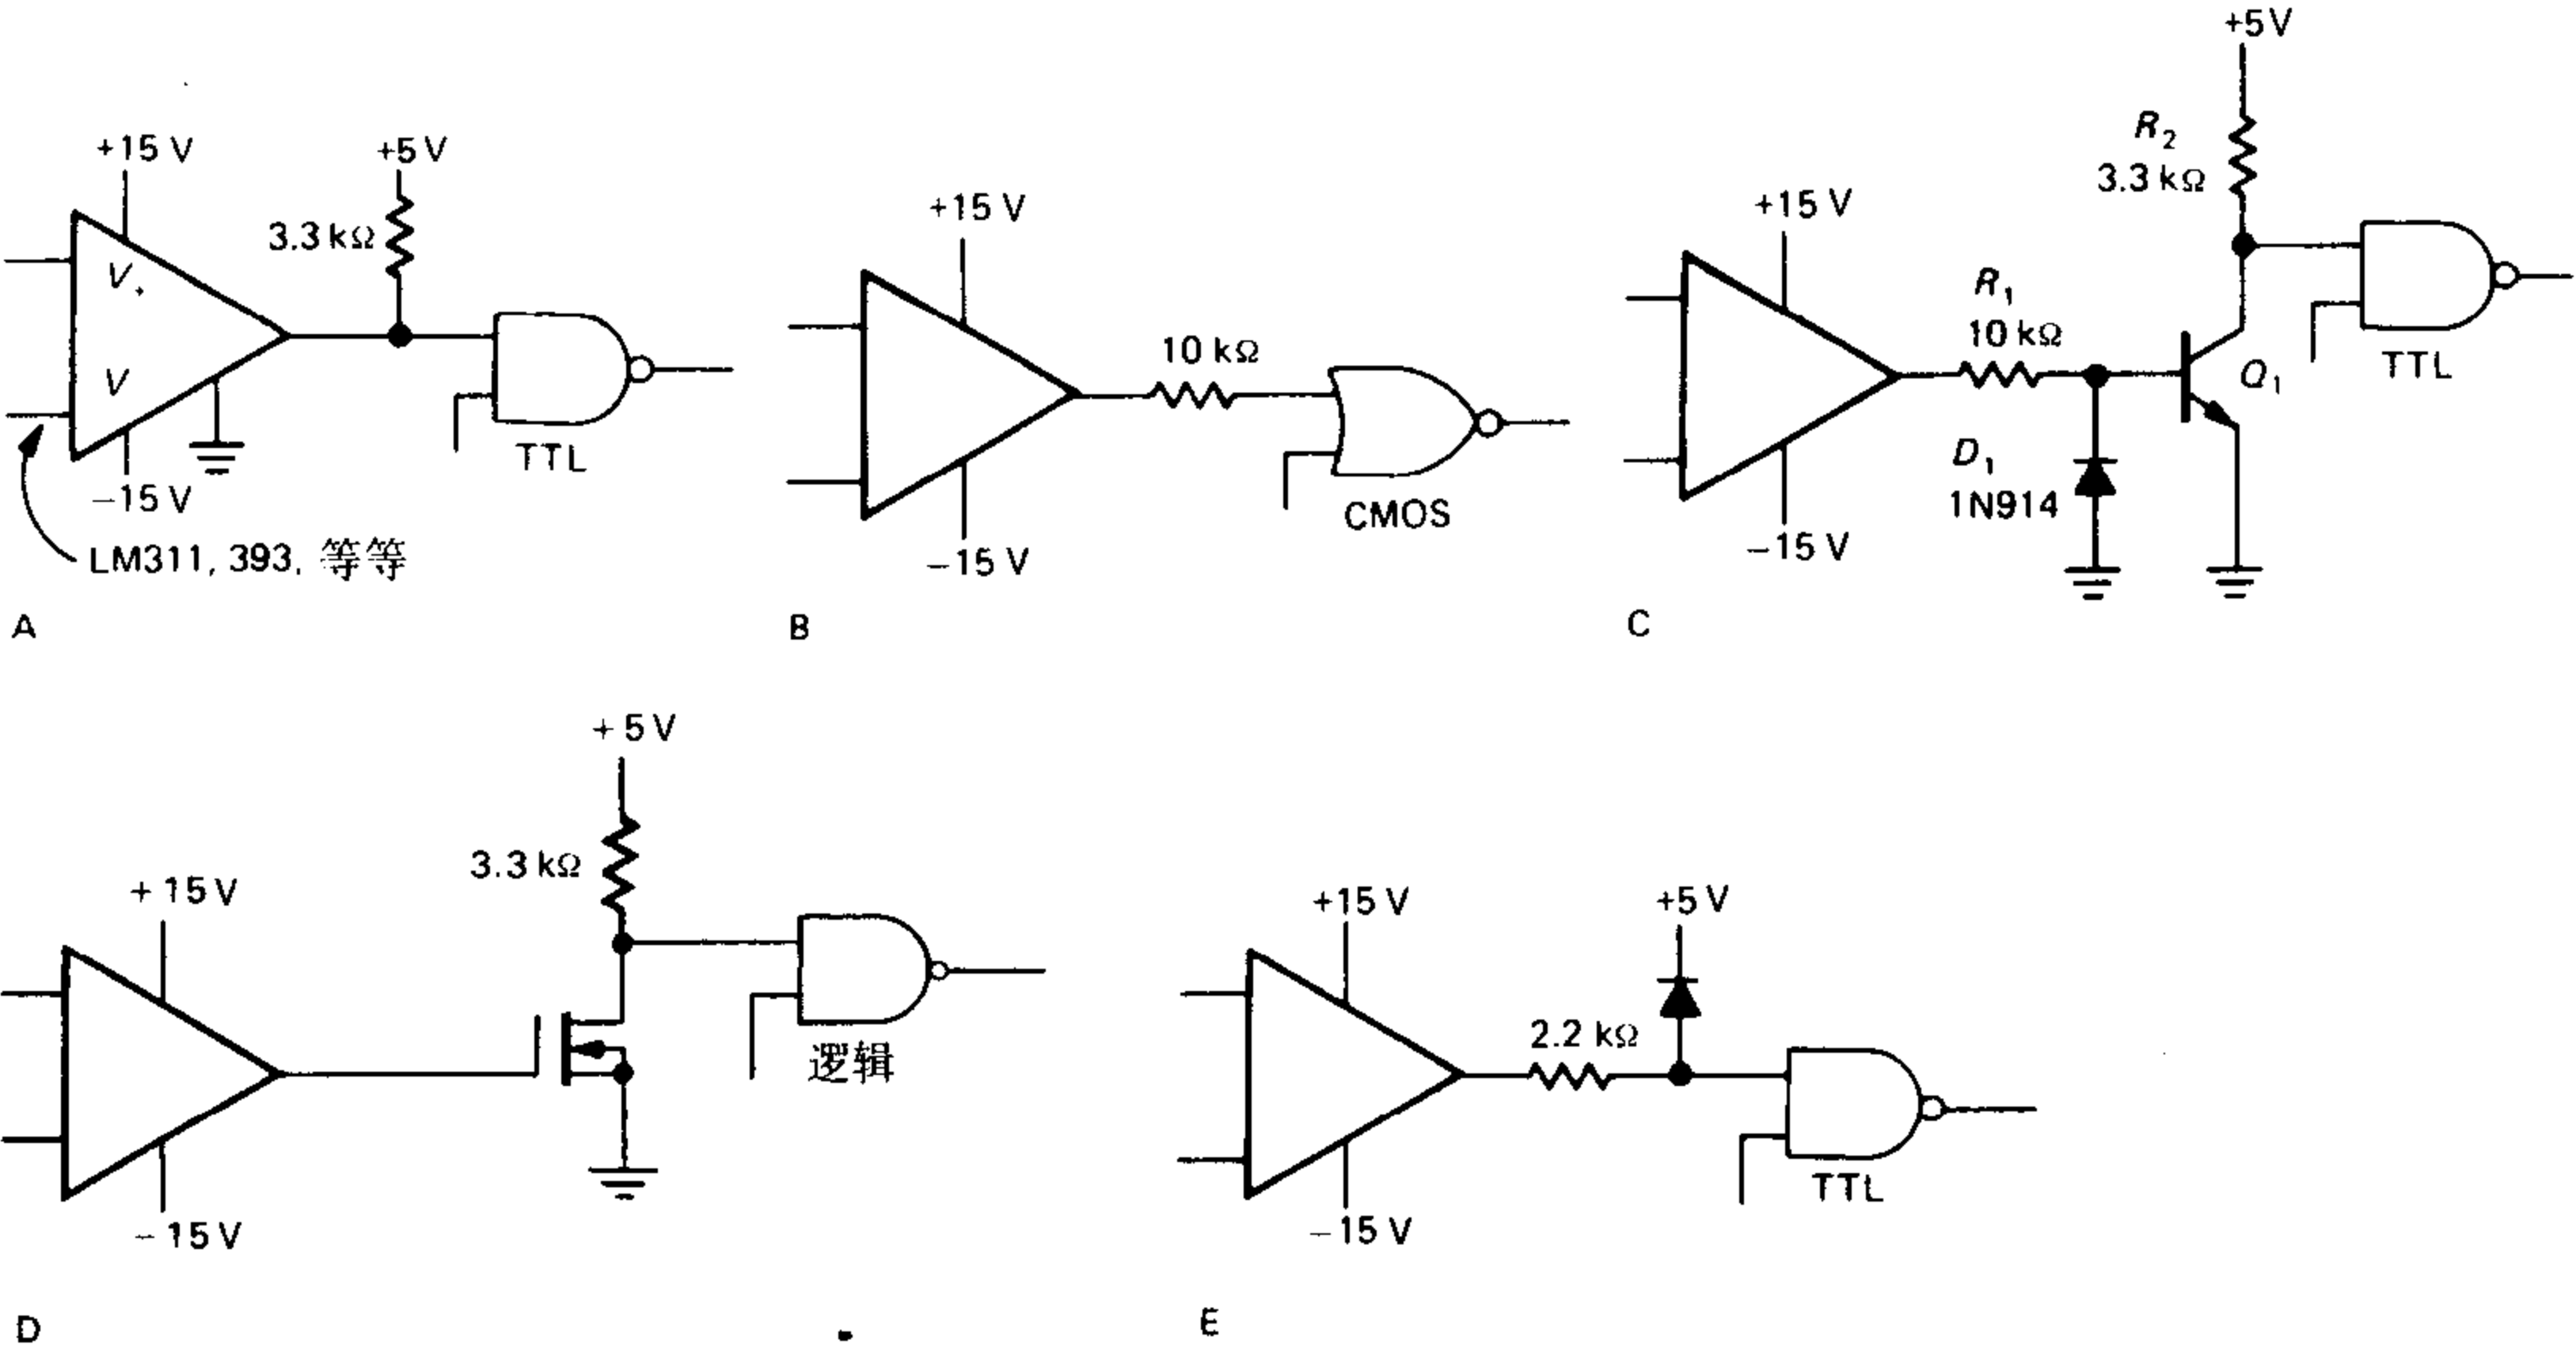 +15 V
+5 V
3.3 kΩ
V+
V
−15 V
TTL
LM311, 393, 等等
A
+15 V
10 kΩ
−15 V
CMOS
B
+15 V
R1
10 kΩ
−15 V
D1
1N914
+5 V
R2
3.3 kΩ
Q1
TTL
C
+15 V
−15 V
+5 V
3.3 kΩ
逻辑
D
+15 V
−15 V
2.2 kΩ
+5 V
TTL
E